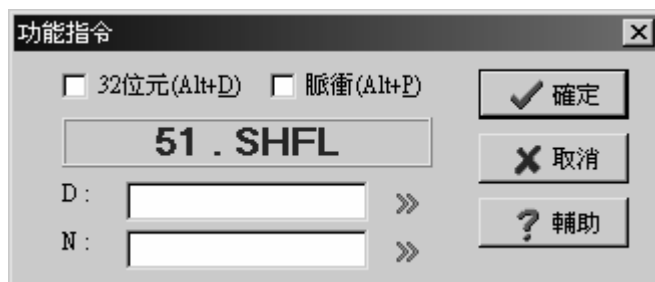 功能指令
32位元(Alt+D) 脈衝(Alt+P)
確定
51 . SHFL
取消
D :
輔助
N :